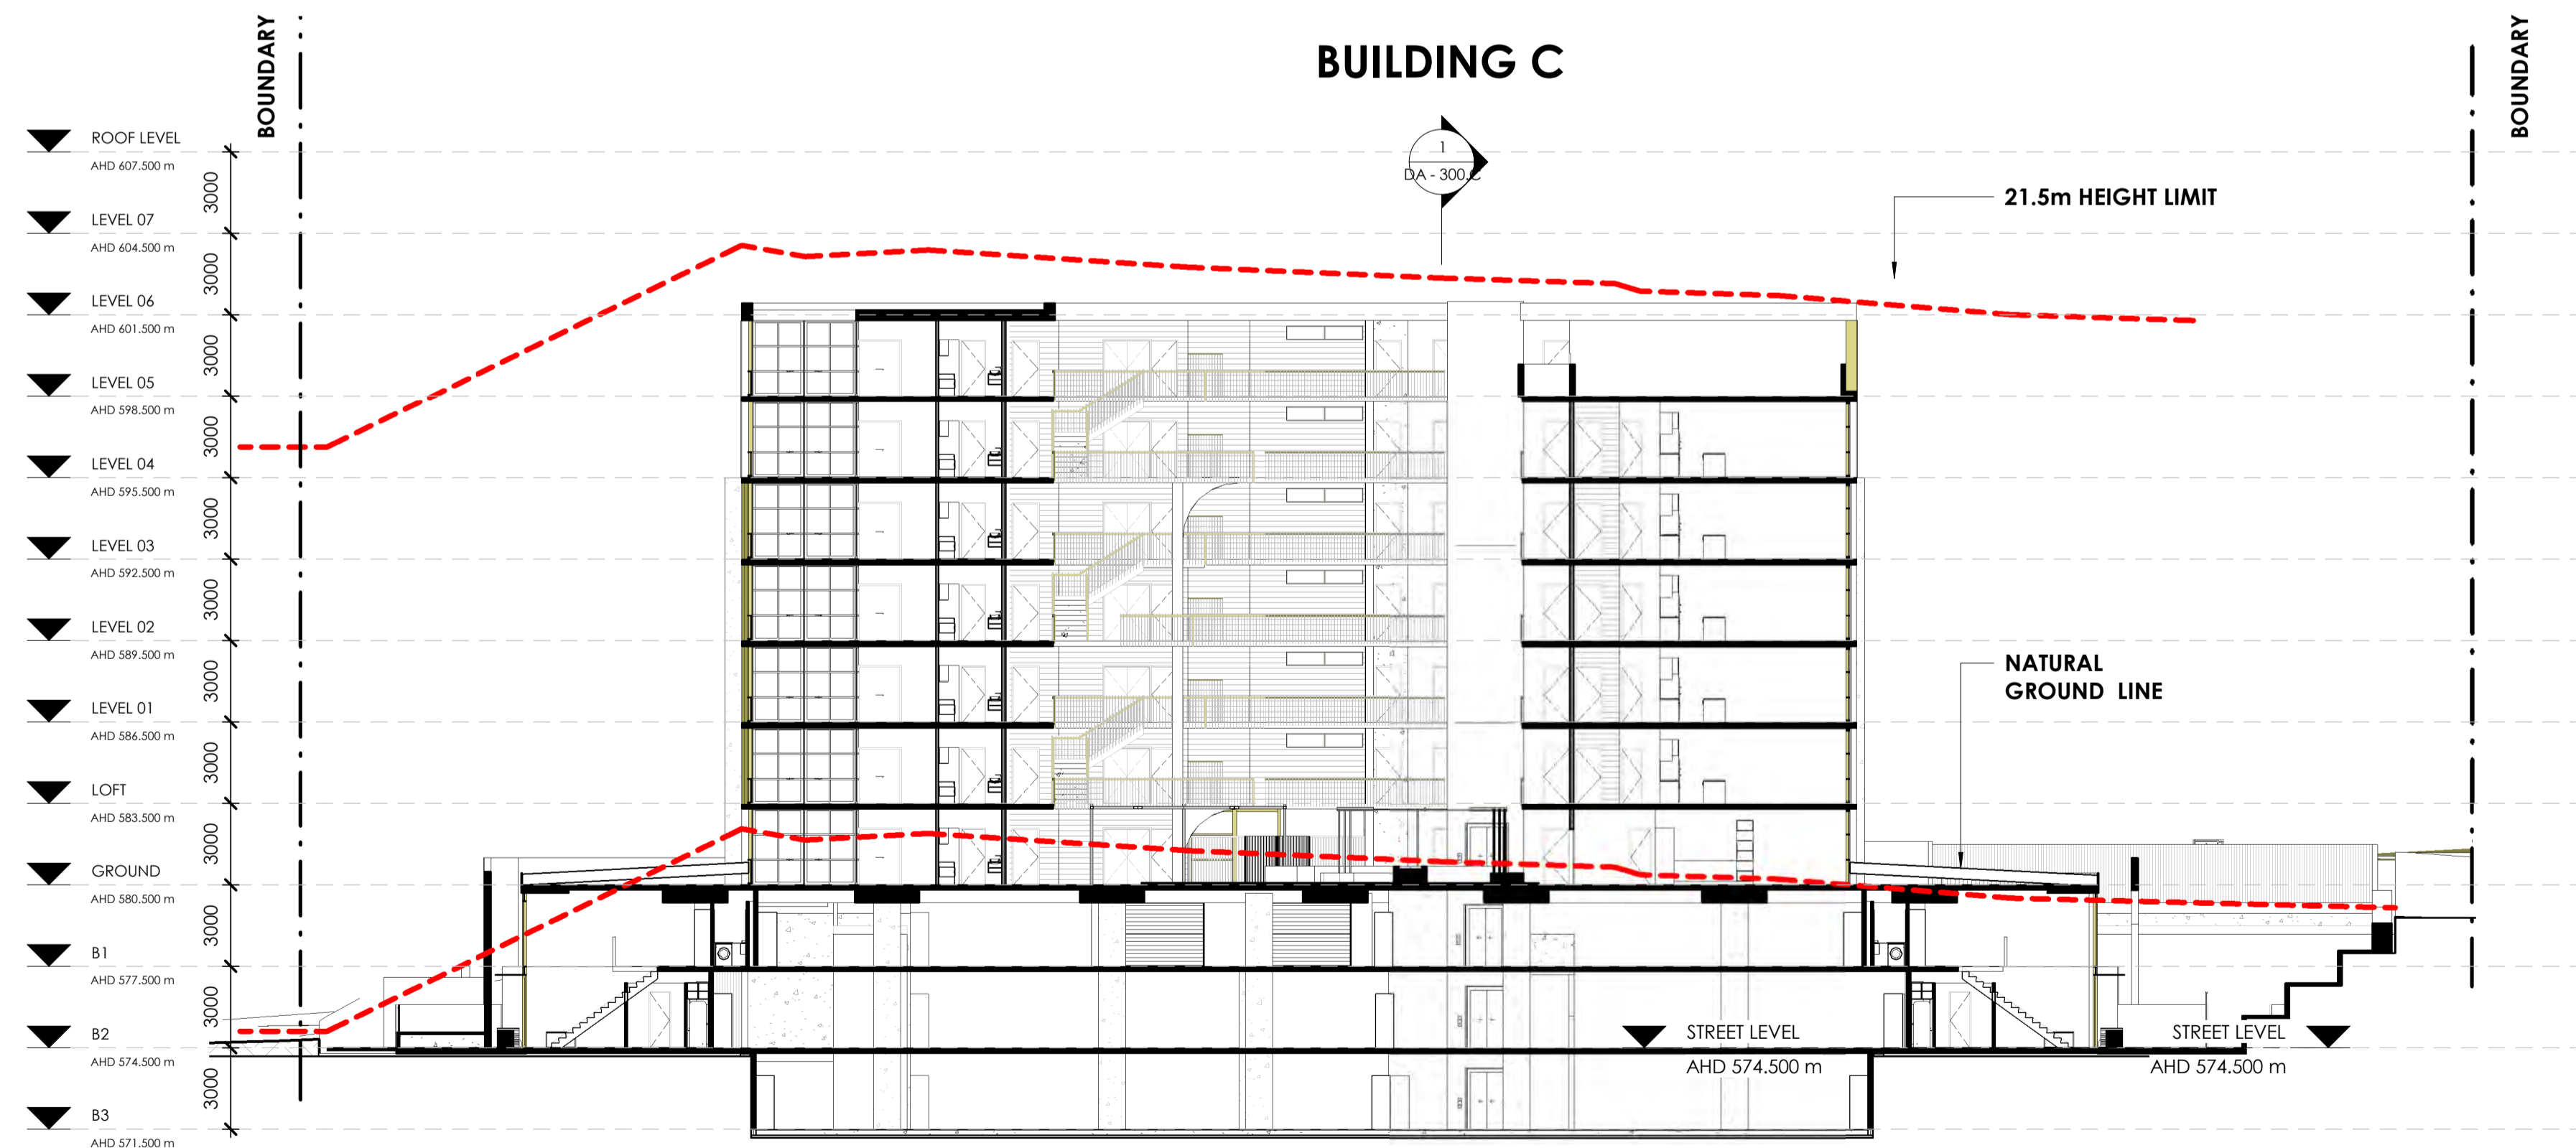 BOUNDARY
BUILDING C
BOUNDARY
1
DA - 300.C
ROOF LEVEL
AHD 607.500 m
3000
LEVEL 07
AHD 604.500 m
3000
LEVEL 06
AHD 601.500 m
3000
LEVEL 05
AHD 598.500 m
3000
LEVEL 04
AHD 595.500 m
3000
LEVEL 03
AHD 592.500 m
3000
LEVEL 02
AHD 589.500 m
3000
LEVEL 01
AHD 586.500 m
3000
LOFT
AHD 583.500 m
3000
GROUND
AHD 580.500 m
3000
B1
AHD 577.500 m
3000
B2
AHD 574.500 m
3000
B3
AHD 571.500 m
21.5m HEIGHT LIMIT
NATURAL
GROUND LINE
STREET LEVEL
AHD 574.500 m
STREET LEVEL
AHD 574.500 m